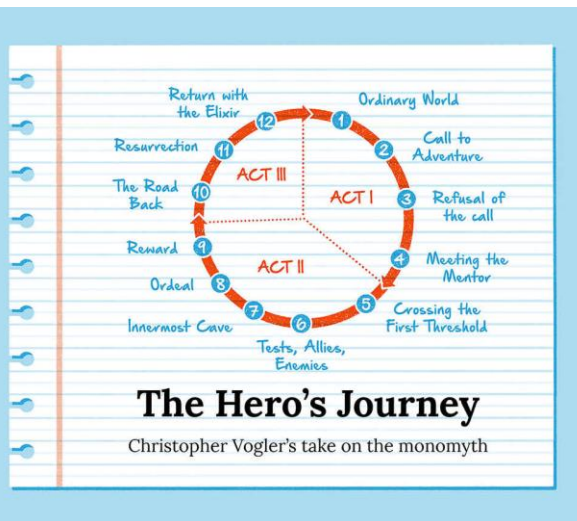 1
Ordinary World
2
Call to
Adventure
3
Refusal of
the call
4
Meeting the
Mentor
5
Crossing the
First Threshold
6
Tests, Allies,
Enemies
7
Innermost Cave
8
Ordeal
9
Reward
10
The Road
Back
11
Resurrection
12
Return with
the Elixir
ACT I
ACT II
ACT III
The Hero's Journey
Christopher Vogler's take on the monomyth